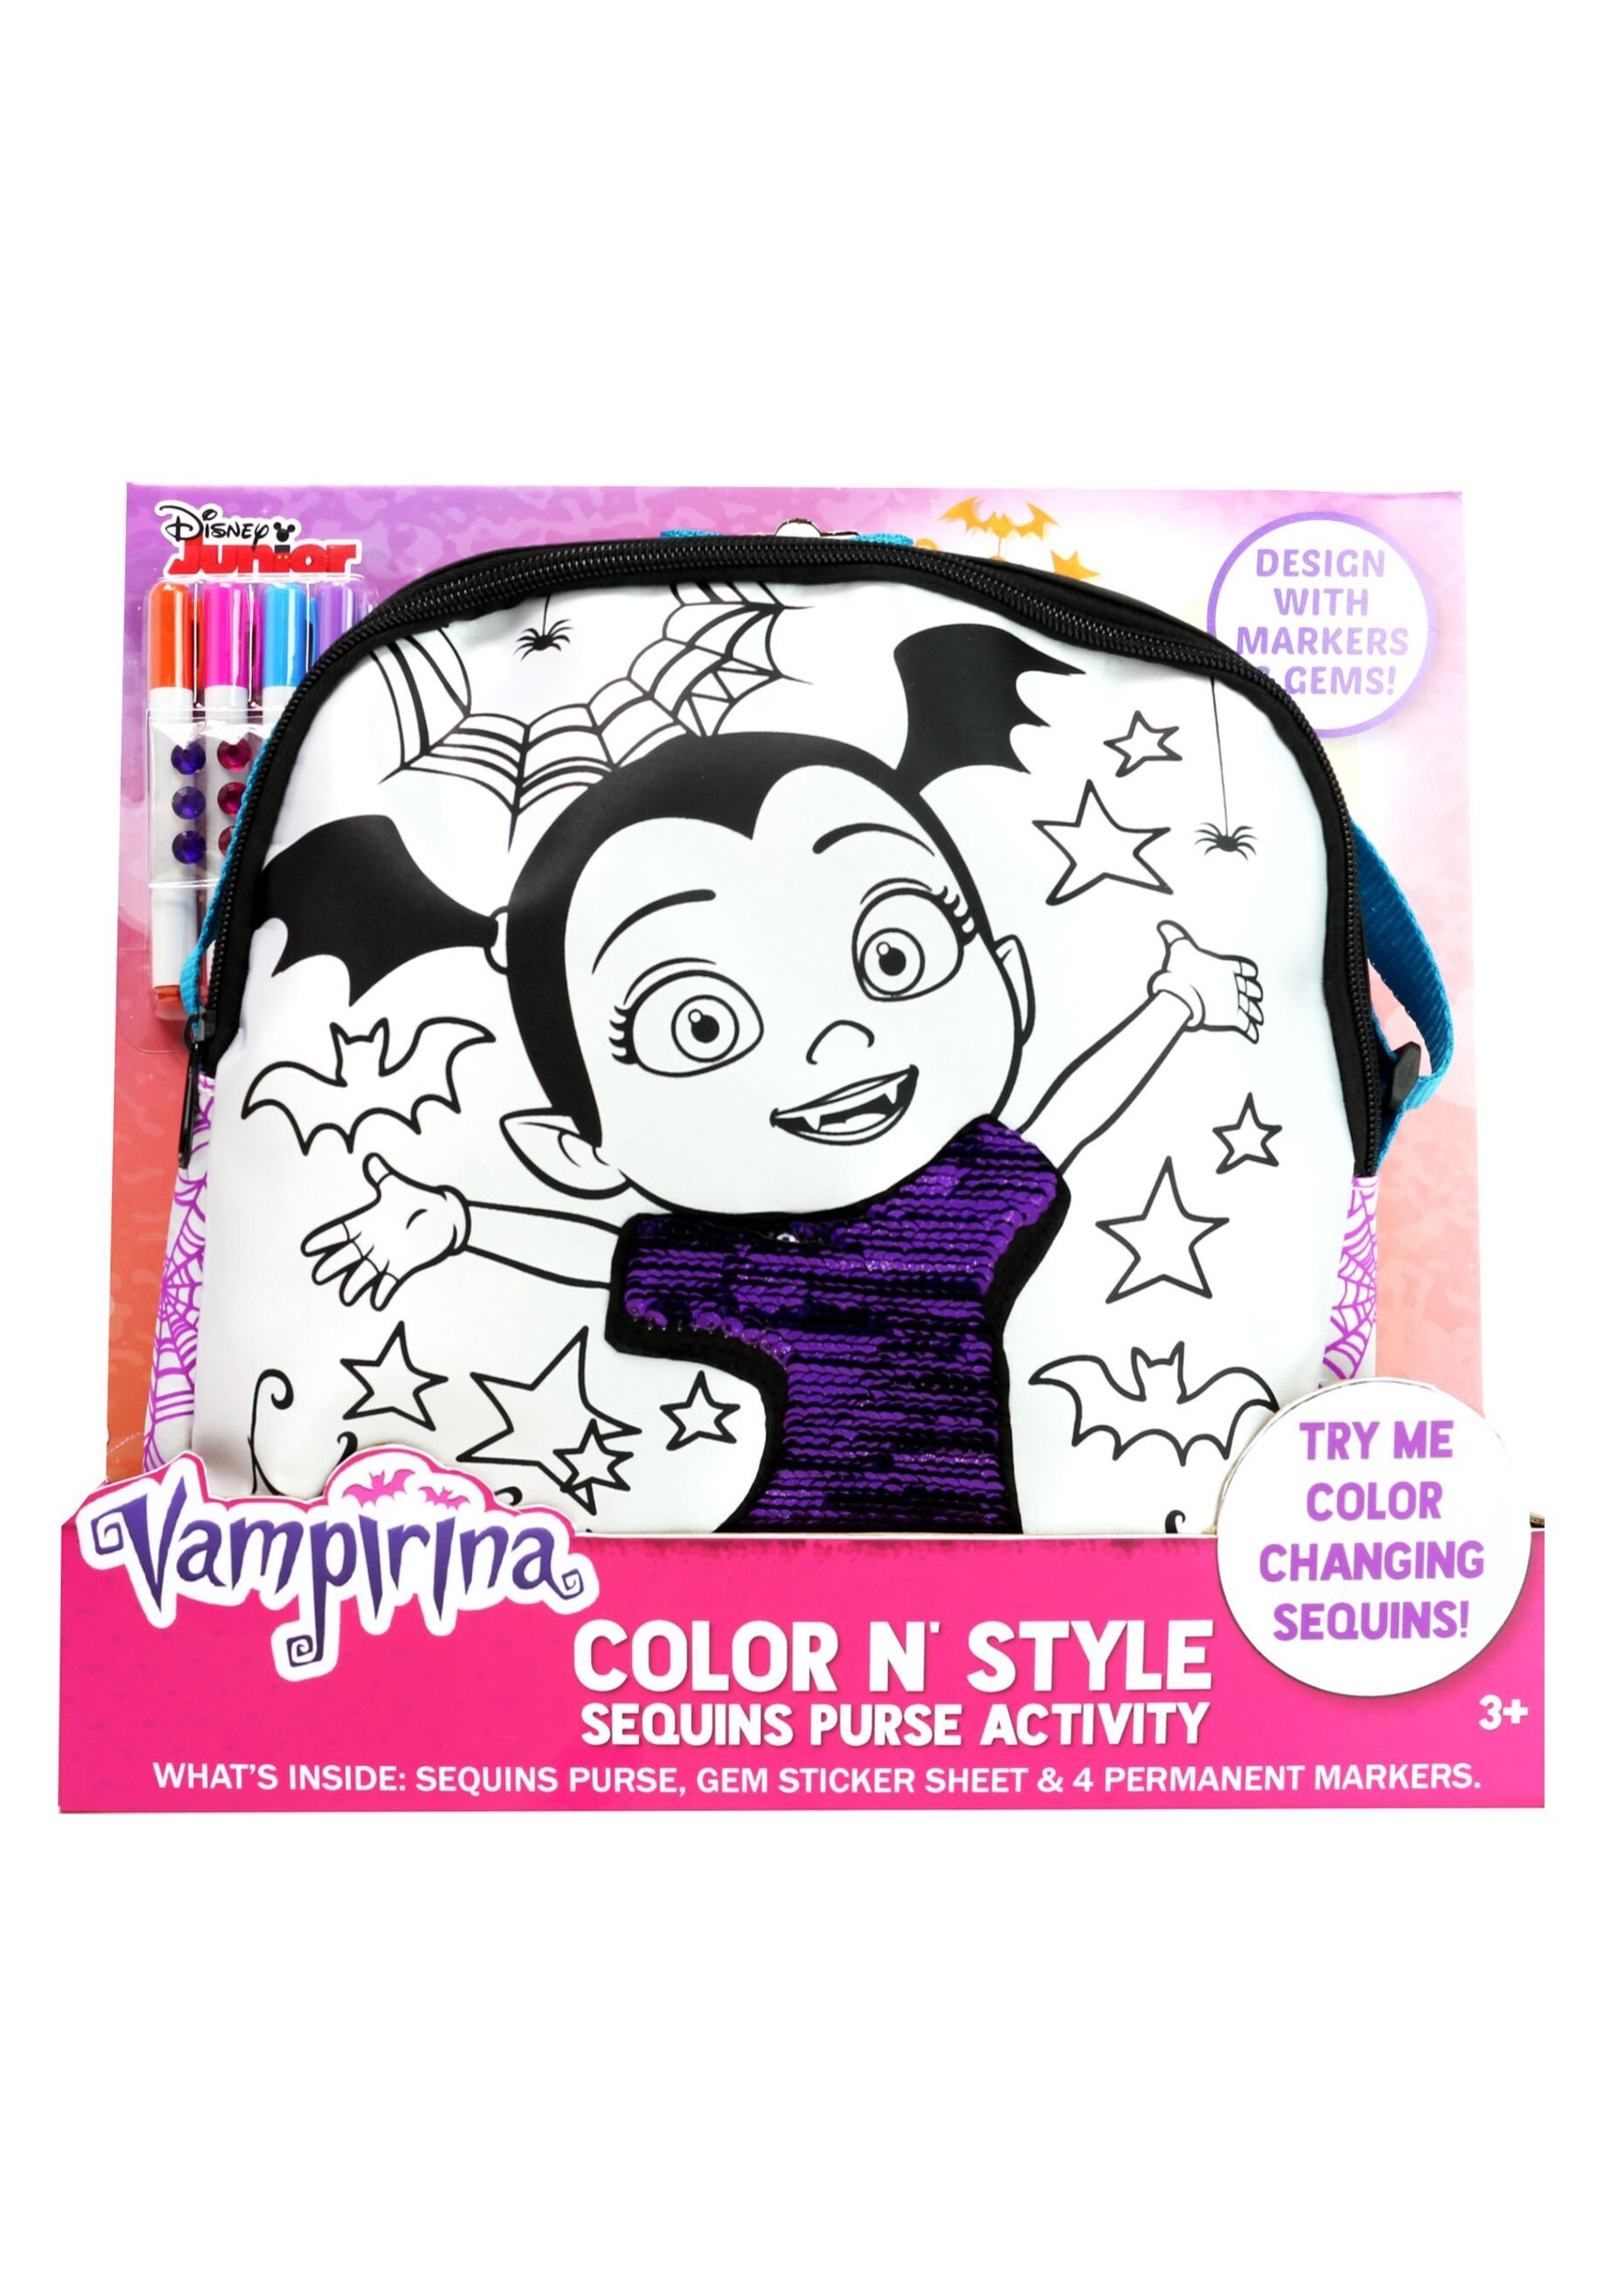 Disney
Junior
DESIGN
WITH
MARKERS
& GEMS!
TRY ME
COLOR
CHANGING
SEQUINS!
Vampirina
COLOR N' STYLE
SEQUINS PURSE ACTIVITY
3+
WHAT'S INSIDE: SEQUINS PURSE, GEM STICKER SHEET & 4 PERMANENT MARKERS.